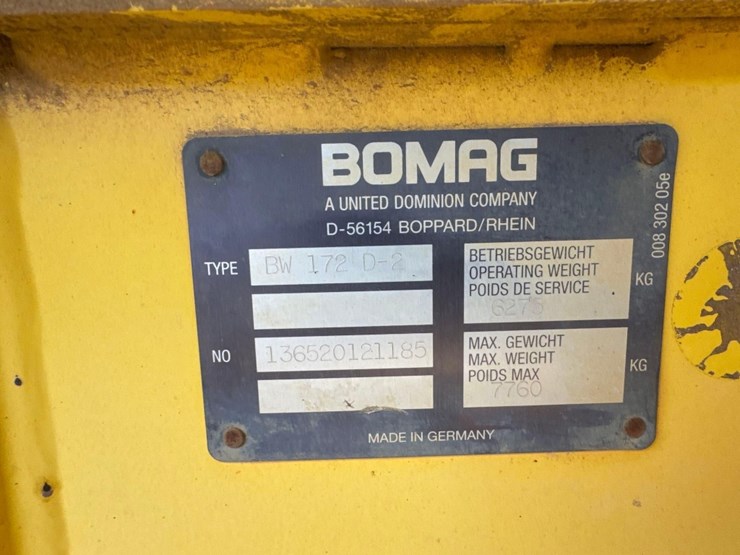 BOMAG
A UNITED DOMINION COMPANY
D-56154 BOPPARD/RHEIN
TYPE BW 172 D-2
BETRIEBSGEWICHT
OPERATING WEIGHT
POIDS DE SERVICE
KG
NO 136520121185
MAX. GEWICHT
MAX. WEIGHT
POIDS MAX
7760
KG
MADE IN GERMANY
008 302 05e